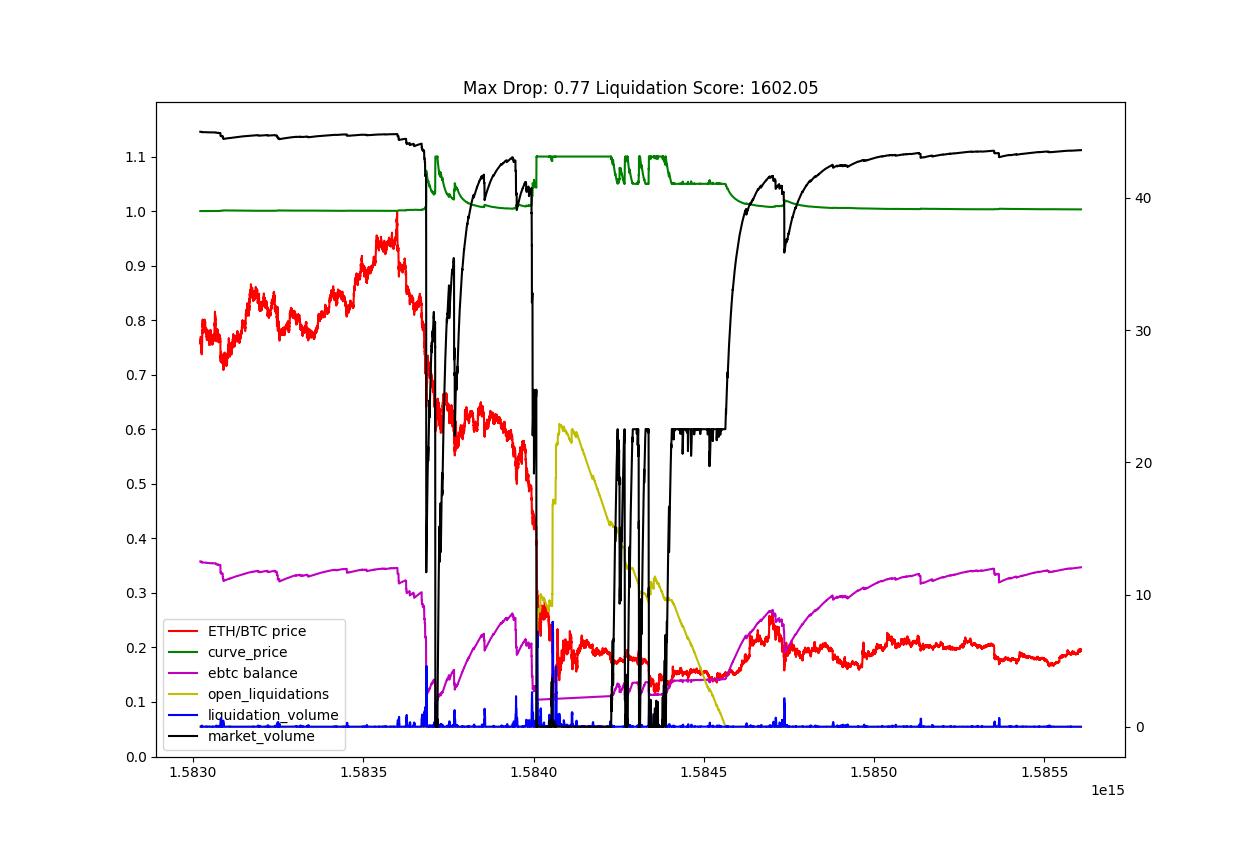 Max Drop: 0.77 Liquidation Score: 1602.05
1.1
1.0
0.9
0.8
0.7
0.6
0.5
0.4
0.3
0.2
0.1
0.0
40
30
20
10
0
ETH/BTC price
curve_price
ebtc balance
open_liquidations
liquidation_volume
market_volume
1.5830 1.5835 1.5840 1.5845 1.5850 1.5855
1e15